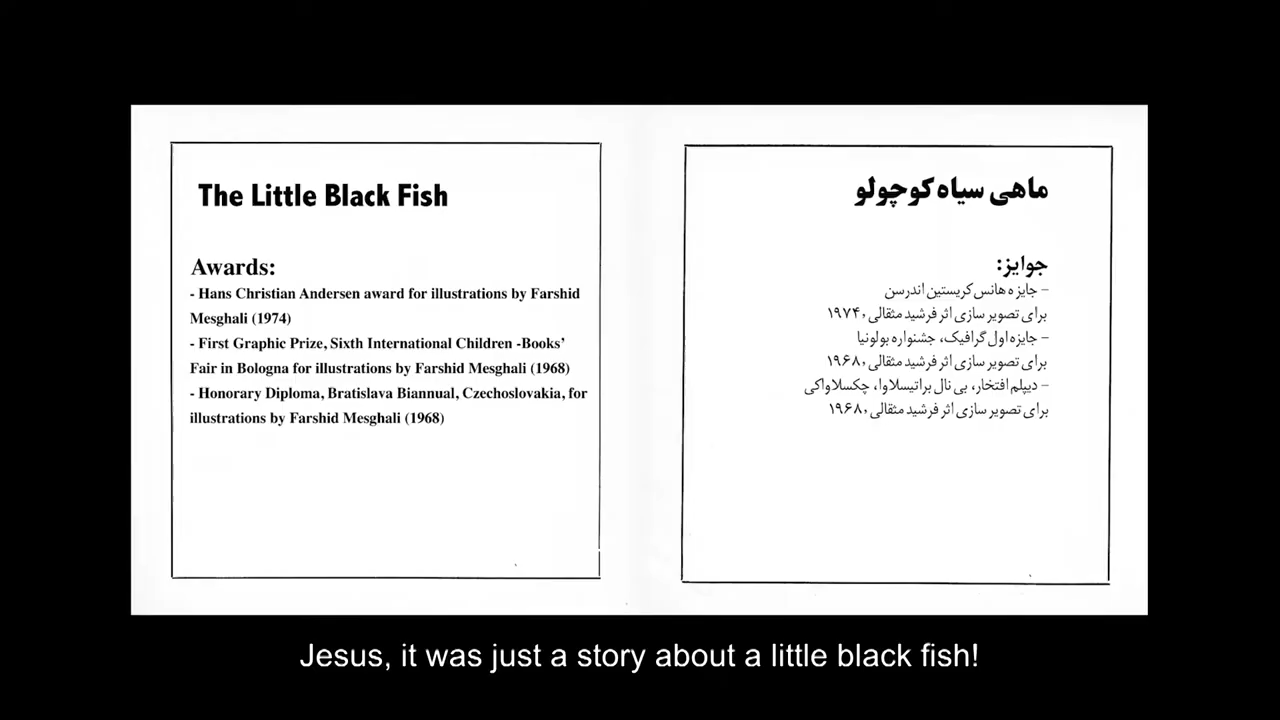 The Little Black Fish
Awards:
- Hans Christian Andersen award for illustrations by Farshid
Mesghali (1974)
- First Graphic Prize, Sixth International Children -Books’
Fair in Bologna for illustrations by Farshid Mesghali (1968)
- Honorary Diploma, Bratislava Biannual, Czechoslovakia, for
illustrations by Farshid Mesghali (1968)
ماهی سیاه کوچولو
جوایز:
- جایزه هانس کریستین اندرسن
برای تصویر سازی اثر فرشید مثقالی, ۱۹۷۴
- جایزه اول گرافیک، جشنواره بولونیا
برای تصویر سازی اثر فرشید مثقالی, ۱۹۶۸
- دیپلم افتخار، بی نال براتیسلاوا، چکسلاواکی
برای تصویر سازی اثر فرشید مثقالی, ۱۹۶۸
Jesus, it was just a story about a little black fish!